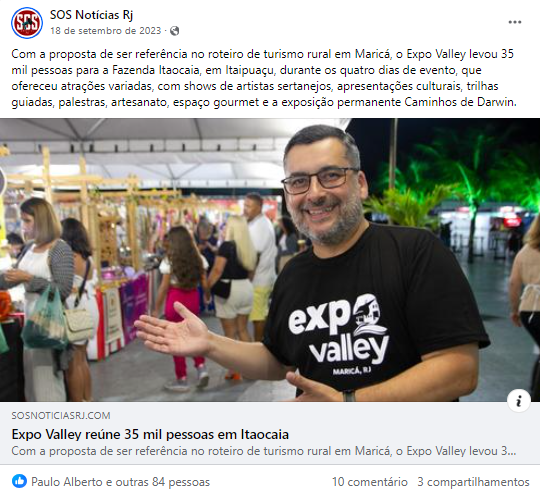 SOS Notícias Rj
18 de setembro de 2023 ·
SOS
Com a proposta de ser referência no roteiro de turismo rural em Maricá, o Expo Valley levou 35
mil pessoas para a Fazenda Itaocaia, em Itaipuaçu, durante os quatro dias de evento, que
ofereceu atrações variadas, com shows de artistas sertanejos, apresentações culturais, trilhas
guiadas, palestras, artesanato, espaço gourmet e a exposição permanente Caminhos de Darwin.
expo
valley
MARICÁ, RJ
SOSNOTICIASRJ.COM
Expo Valley reúne 35 mil pessoas em Itaocaia
Com a proposta de ser referência no roteiro de turismo rural em Maricá, o Expo Valley levou 3...
Paulo Alberto e outras 84 pessoas
10 comentário 3 compartilhamentos